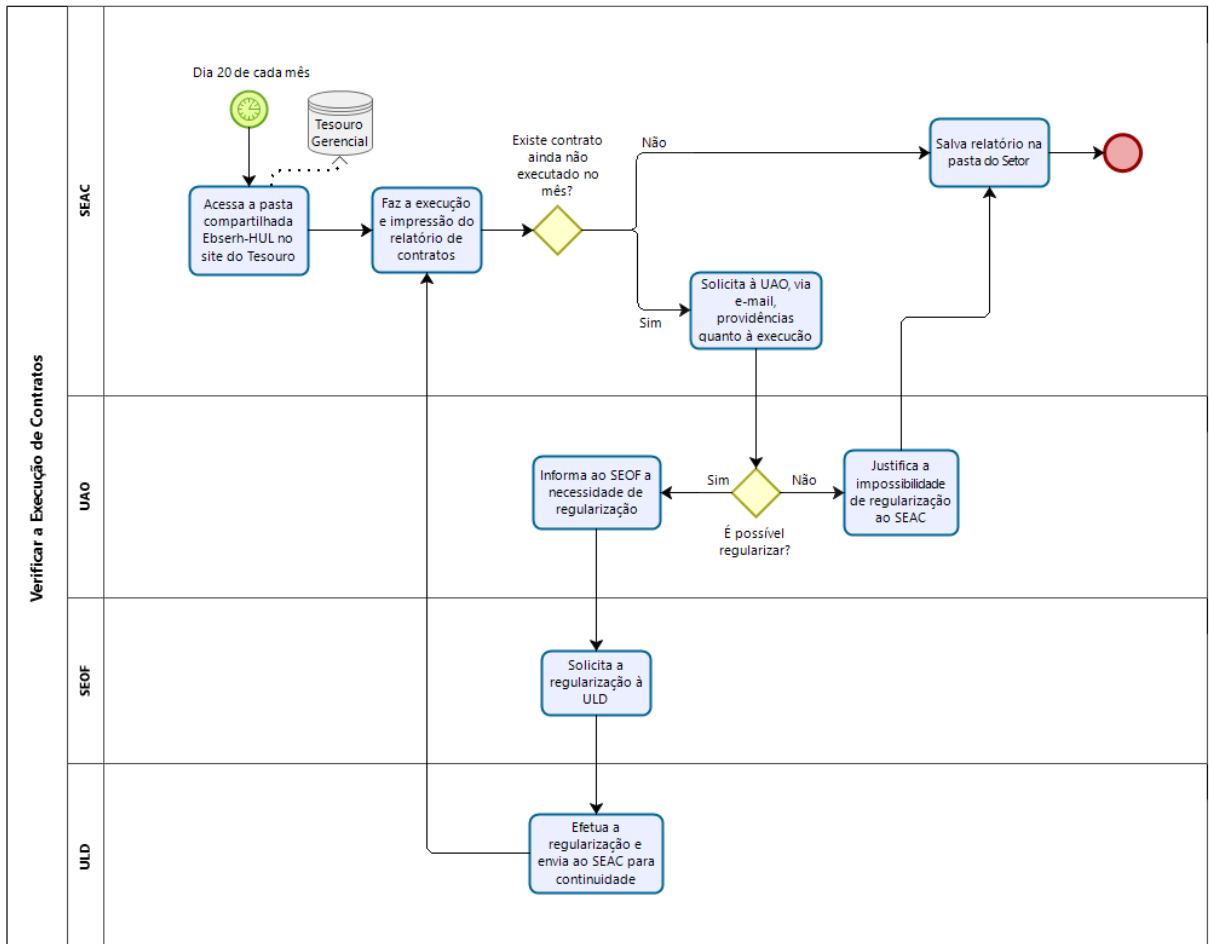 Verificar a Execução de Contratos
SEAC
Dia 20 de cada mês
Tesouro
Gerencial
Acessa a pasta
compartilhada
Ebserh-HUL no
site do Tesouro
Faz a execução
e impressão do
relatório de
contratos
Existe contrato
ainda não
executado no
mês?
Não
Sim
Salva relatório na
pasta do Setor
Solicita à UAO, via
e-mail,
providências
quanto à execução
UAO
Informa ao SEOF a
necessidade de
regularização
Sim
Não
É possível
regularizar?
Justifica a
impossibilidade
de regularização
ao SEAC
SEOF
Solicita a
regularização à
ULD
ULD
Efetua a
regularização e
envia ao SEAC para
continuidade